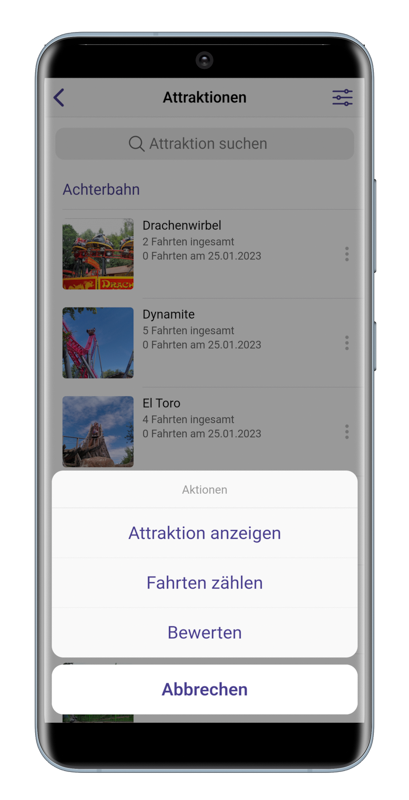 Attraktionen
Attraktion suchen
Achterbahn
Drachenwirbel
2 Fahrten ingesamt
0 Fahrten am 25.01.2023
Dynamite
5 Fahrten ingesamt
0 Fahrten am 25.01.2023
El Toro
4 Fahrten ingesamt
0 Fahrten am 25.01.2023
Aktionen
Attraktion anzeigen
Fahrten zählen
Bewerten
Abbrechen